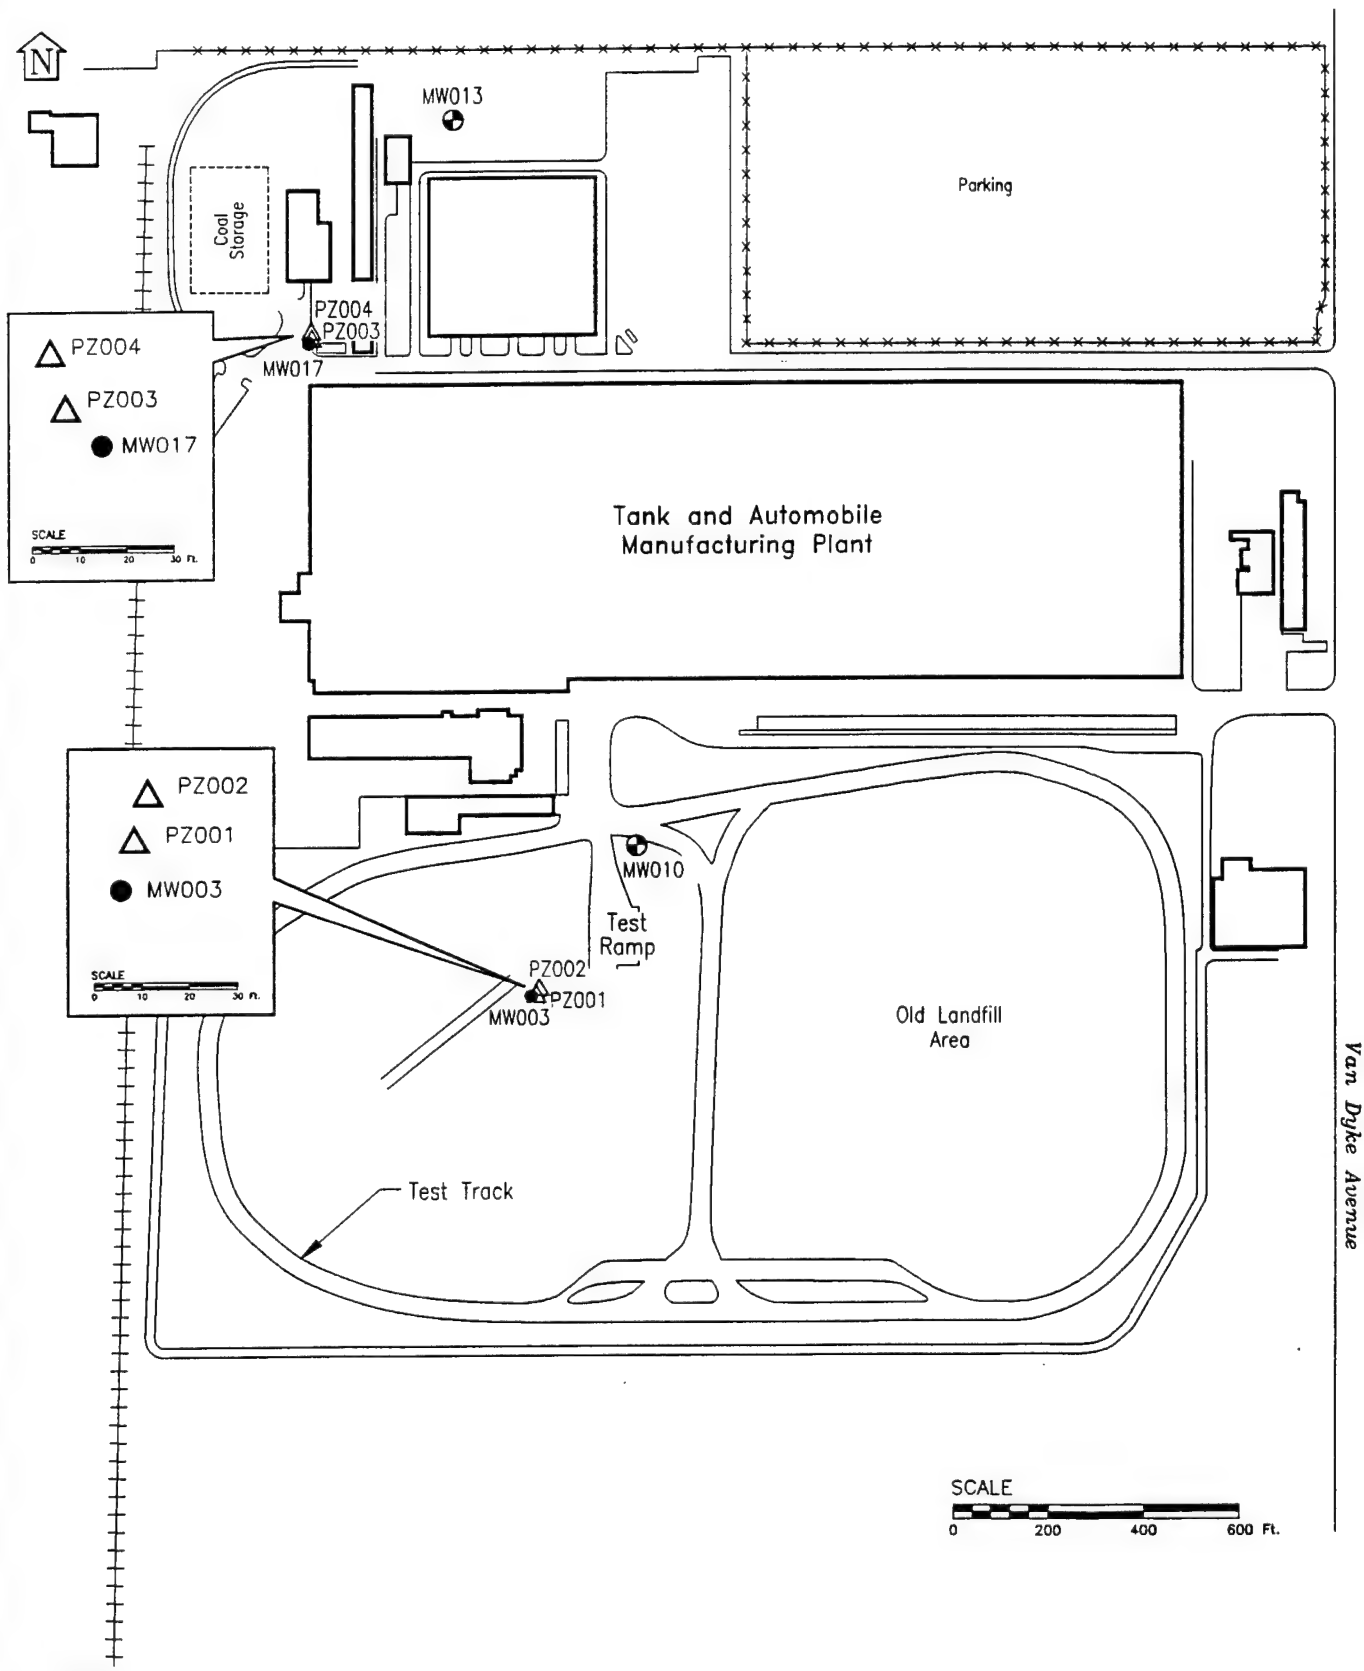 N
MW013
Parking
Coal
Storage
PZ004
PZ003
MW017
PZ004
PZ003
MW017
SCALE
0 10 20 30 Ft.
Tank and Automobile
Manufacturing Plant
PZ002
PZ001
MW003
SCALE
0 10 20 30 Ft.
MW010
Test
Ramp
PZ002
PZ001
MW003
Old Landfill
Area
Van Dyke Avenue
Test Track
SCALE
0 200 400 600 Ft.